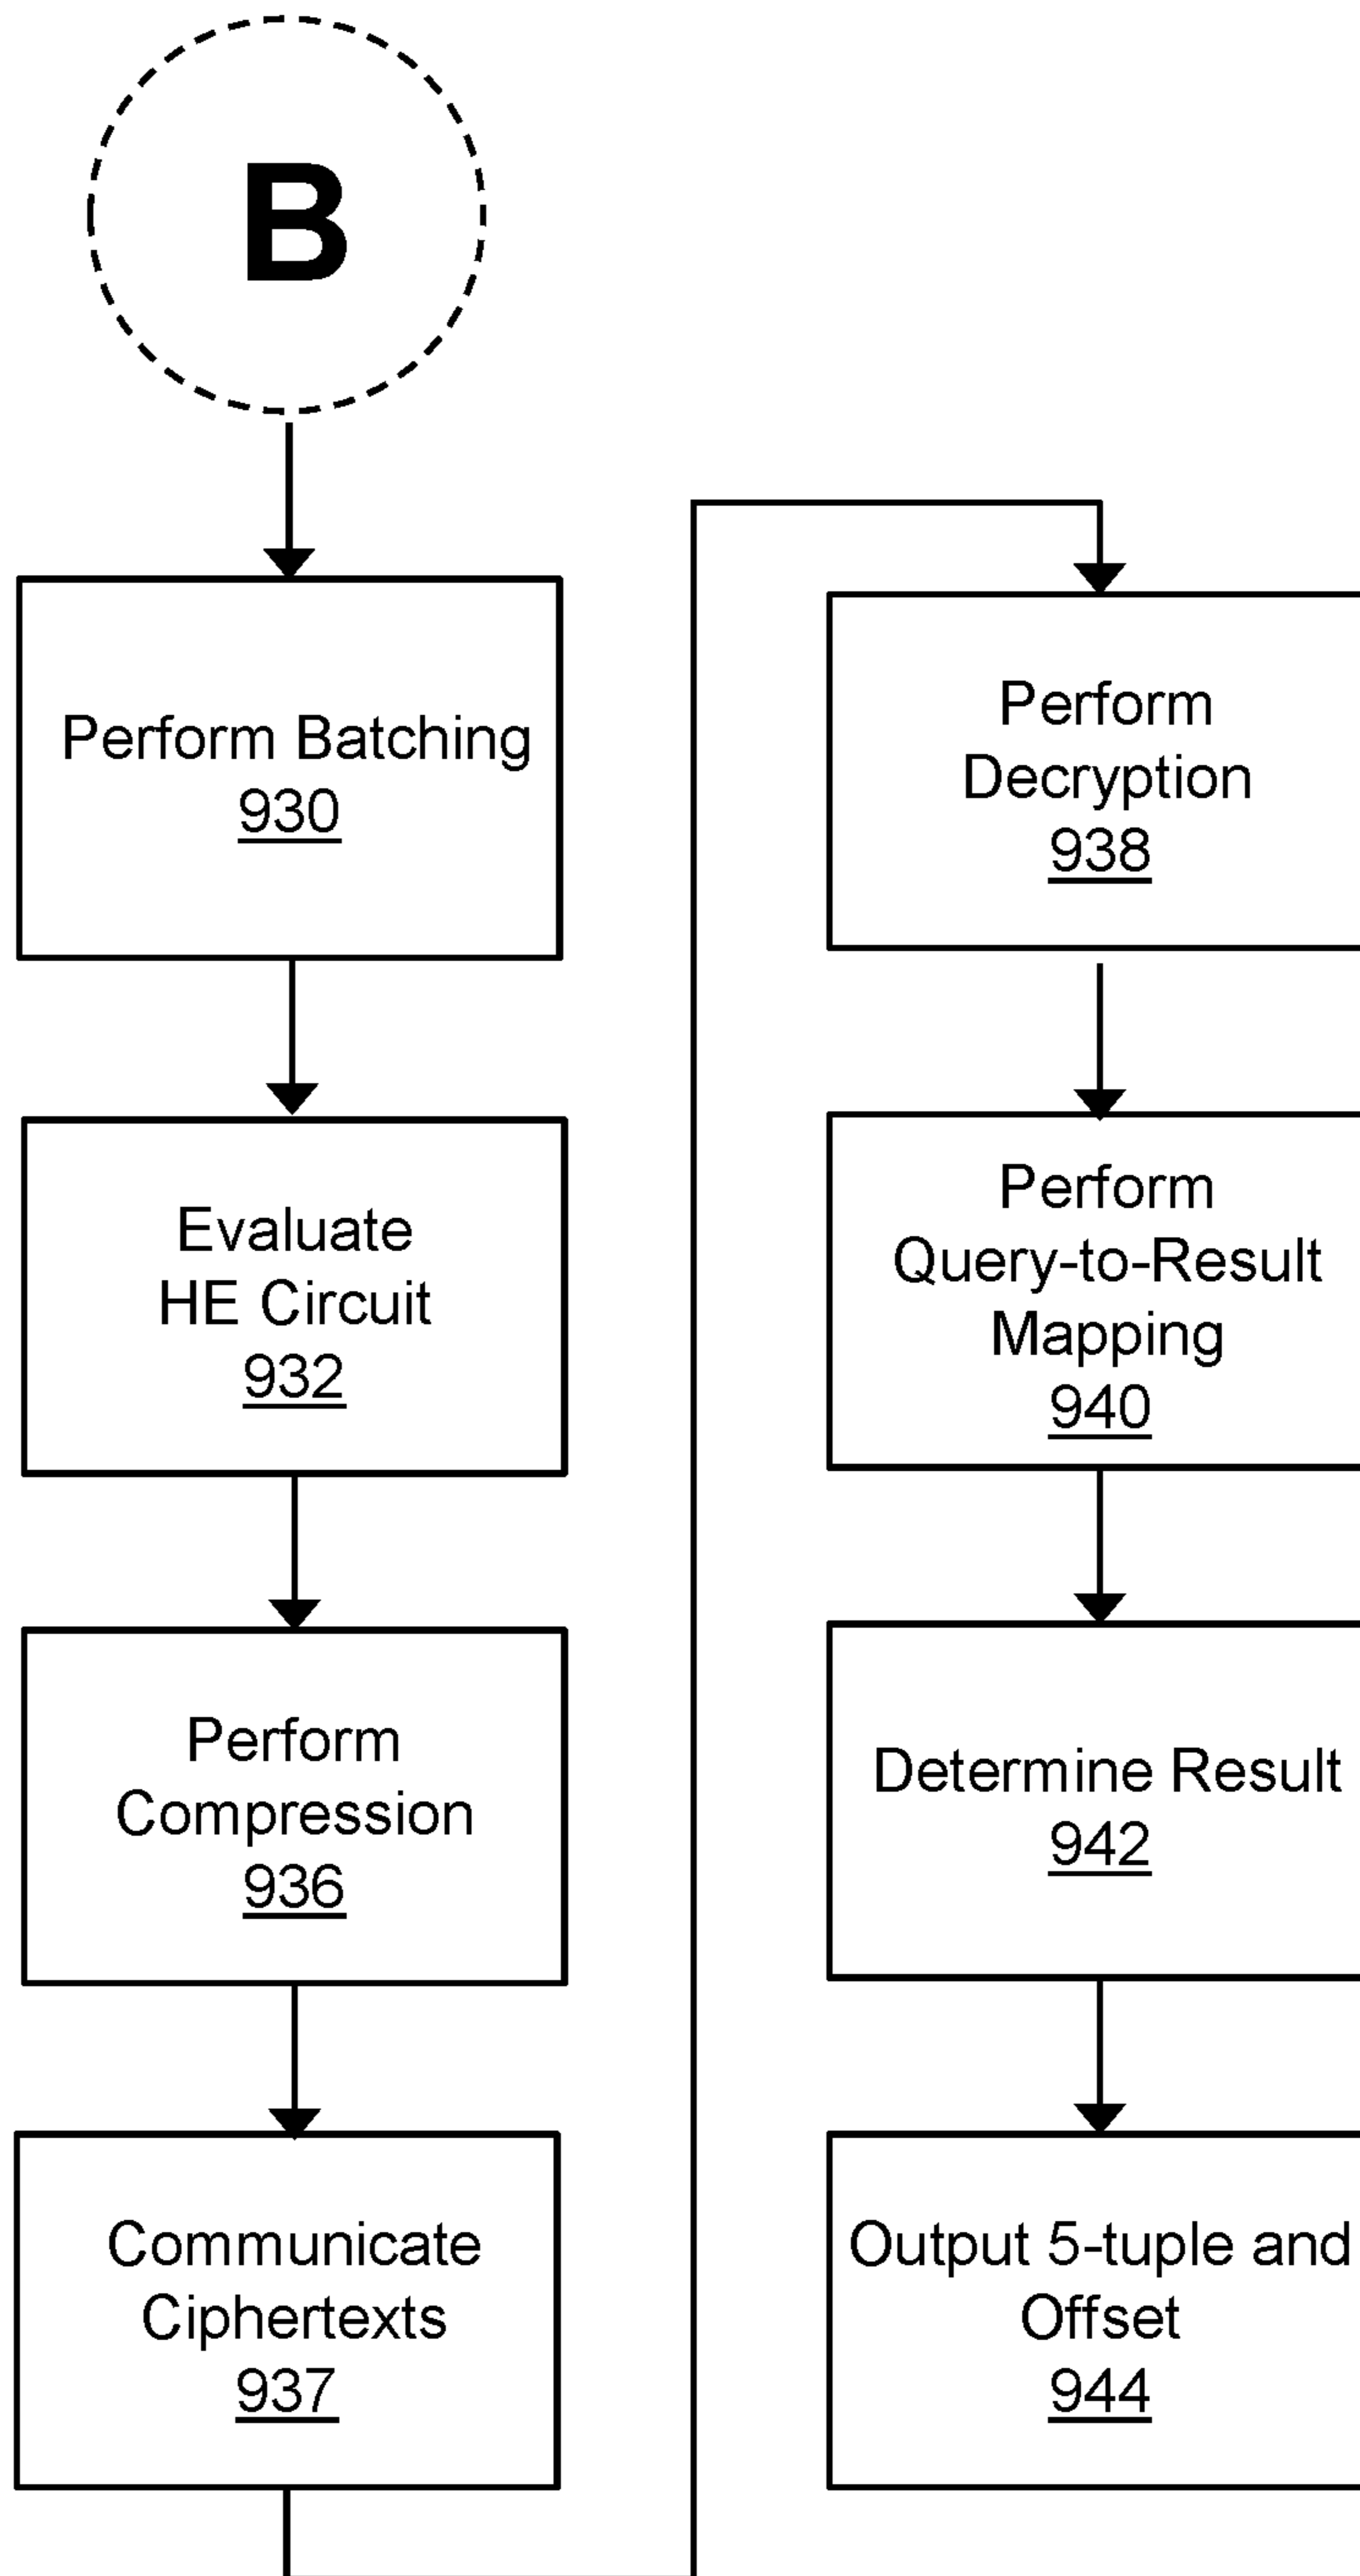 B
Perform Batching
930
Evaluate
HE Circuit
932
Perform
Compression
936
Communicate
Ciphertexts
937
Perform
Decryption
938
Perform
Query-to-Result
Mapping
940
Determine Result
942
Output 5-tuple and
Offset
944